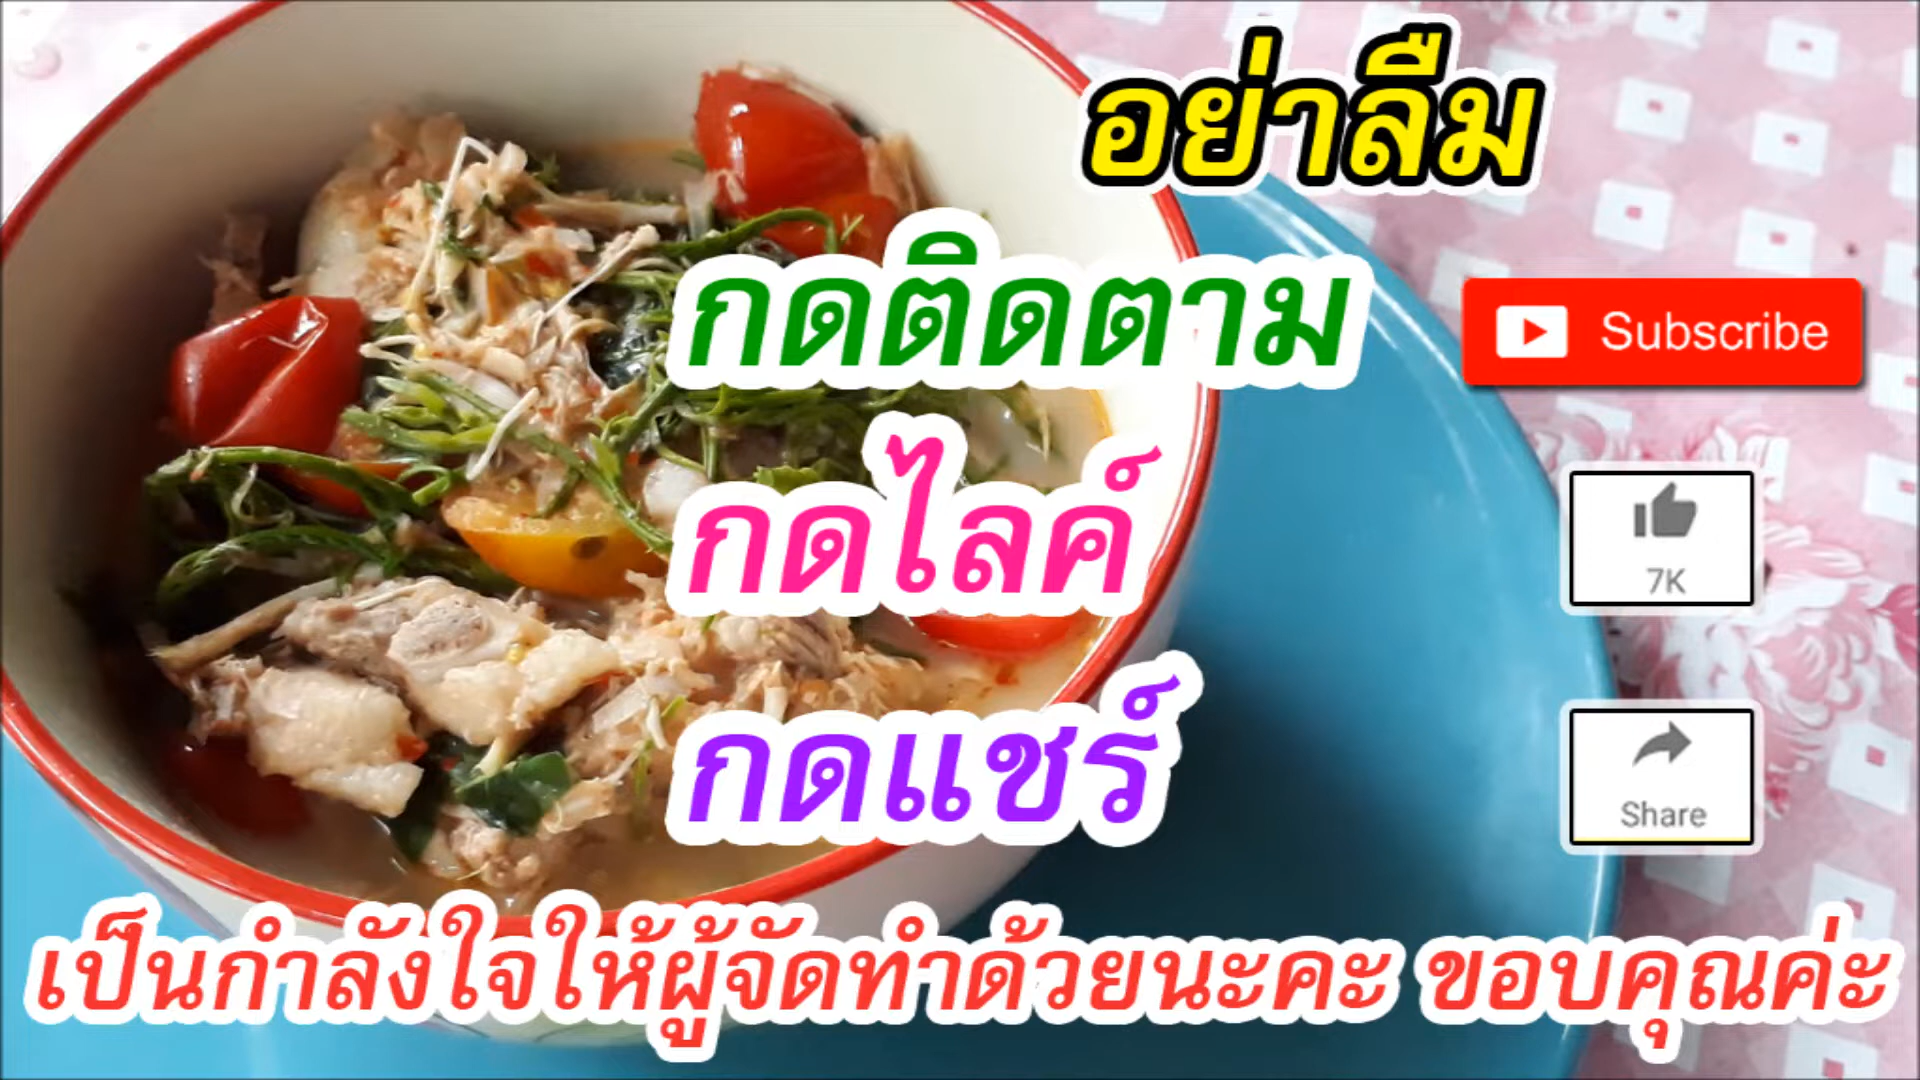 อย่าลืม
กดติดตาม
Subscribe
กดไลค์
7K
กดแชร์
Share
เป็นกำลังใจให้ผู้จัดทำด้วยนะคะ ขอบคุณค่ะ